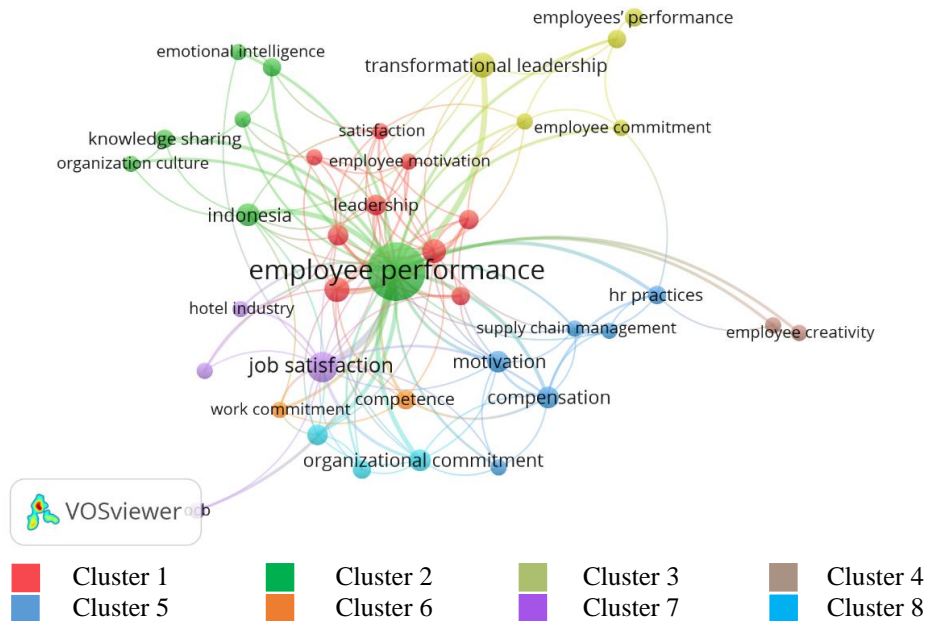 employees' performance
emotional intelligence
transformational leadership
knowledge sharing
satisfaction
employee commitment
organization culture
employee motivation
indonesia
leadership
employee performance
hr practices
hotel industry
supply chain management
employee creativity
job satisfaction
motivation
work commitment
competence
compensation
organizational commitment
VOSviewer
ocb
Cluster 1
Cluster 2
Cluster 3
Cluster 4
Cluster 5
Cluster 6
Cluster 7
Cluster 8